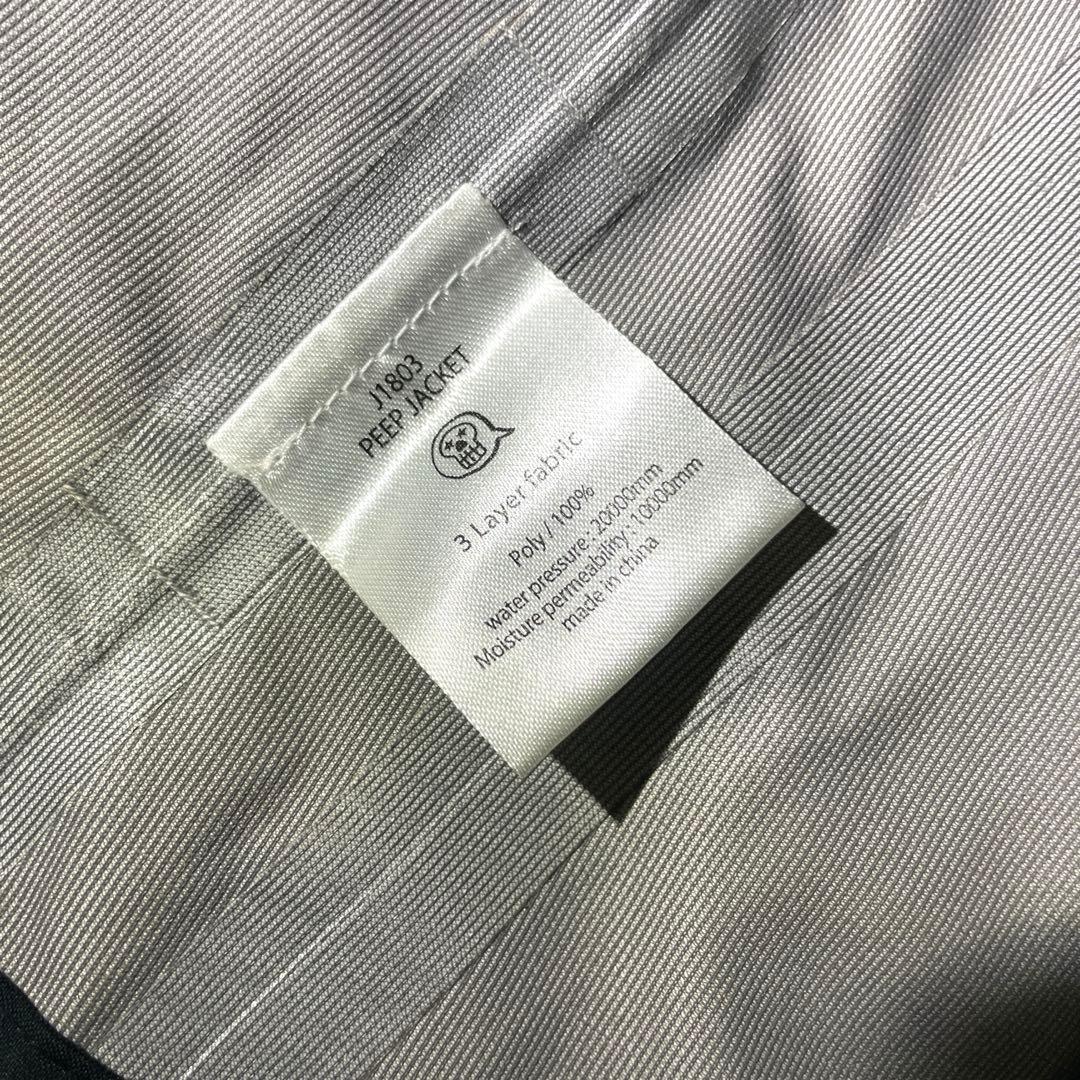 J1803
PEEP JACKET
3 Layer fabric
Poly / 100%
water pressure: 20000mm
Moisture permeability: 10000mm
made in china